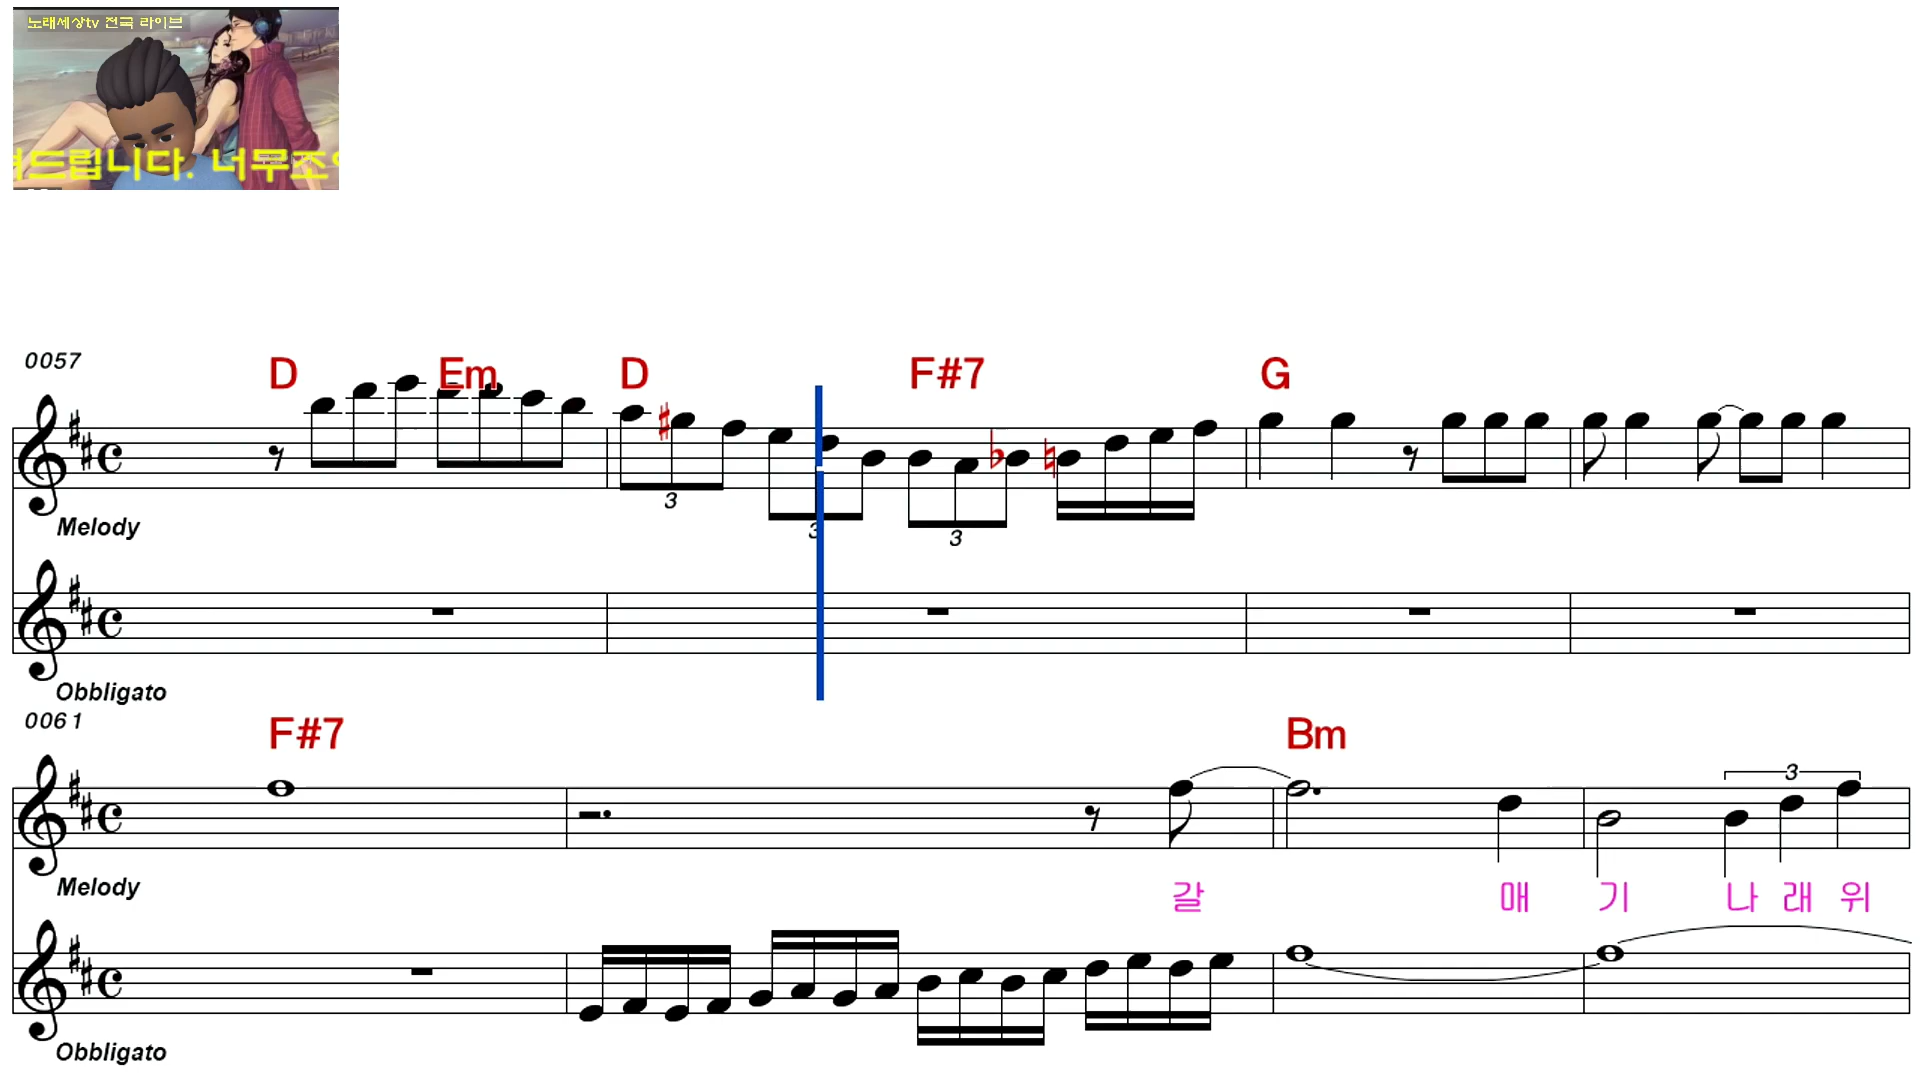 노래세상tv 전국 라이브
드립니다. 너무조
0057
D Em D F#7 G
3 3 3
Melody
Obbligato
0061
F#7 Bm
3
Melody
갈 매 기 나 래 위
Obbligato